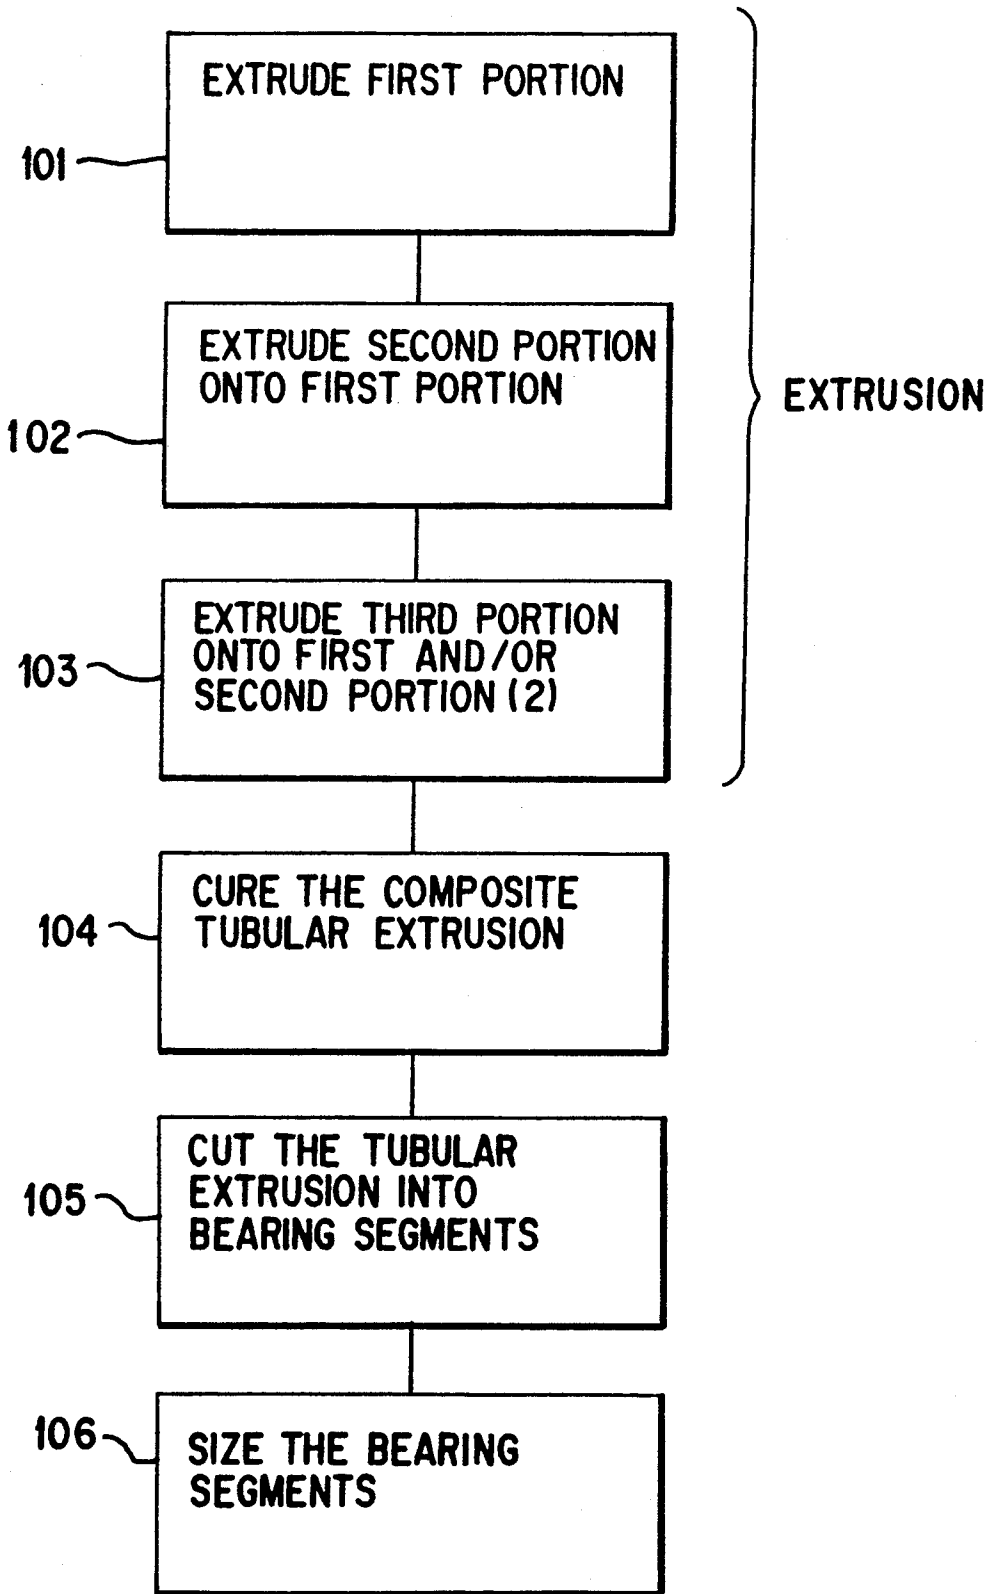 EXTRUDE FIRST PORTION
101
EXTRUDE SECOND PORTION
ONTO FIRST PORTION
102
EXTRUSION
EXTRUDE THIRD PORTION
ONTO FIRST AND/OR
SECOND PORTION (2)
103
CURE THE COMPOSITE
TUBULAR EXTRUSION
104
CUT THE TUBULAR
EXTRUSION INTO
BEARING SEGMENTS
105
106
SIZE THE BEARING
SEGMENTS